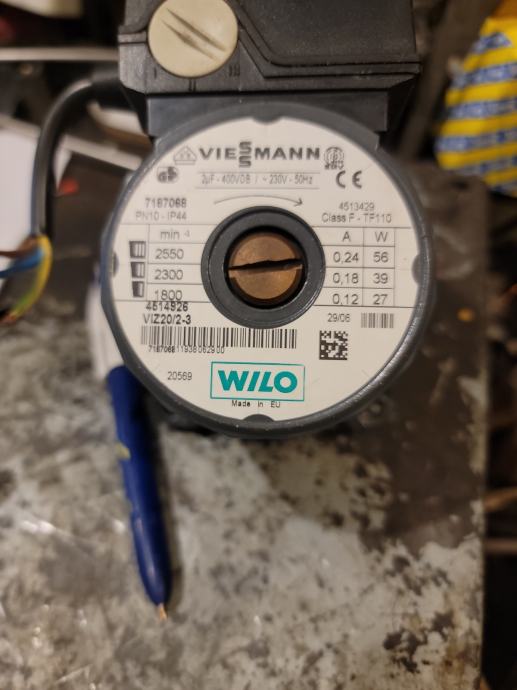 VIESSMANN
2µF - 400VDB / ~ 230V - 50Hz
7187068
PN10 - IP44
4513429
Class F - TF110
min -1 A W
2550 0,24 56
2300 0,18 39
1800 0,12 27
4514926
VIZ20/2-3
29/06
7187068
20569
WILO
Made in EU